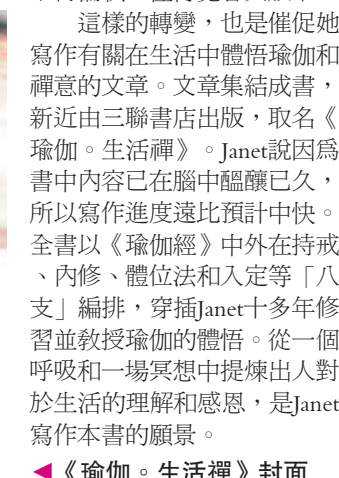 這樣的轉變，也是催促她
寫作有關在生活中體悟瑜伽和
禪意的文章。文章集結成書，
新近由三聯書店出版，取名《
瑜伽。生活禪》。Janet說因為
書中內容已在腦中醞釀已久，
所以寫作進度遠比預計中快。
全書以《瑜伽經》中外在持戒
、內修、體位法和入定等「八
支」編排，穿插Janet十多年修
習並教授瑜伽的體悟。從一個
呼吸和一場冥想中提煉出人對
於生活的理解和感恩，是Janet
寫作本書的願景。
◀《瑜伽。生活禪》封面